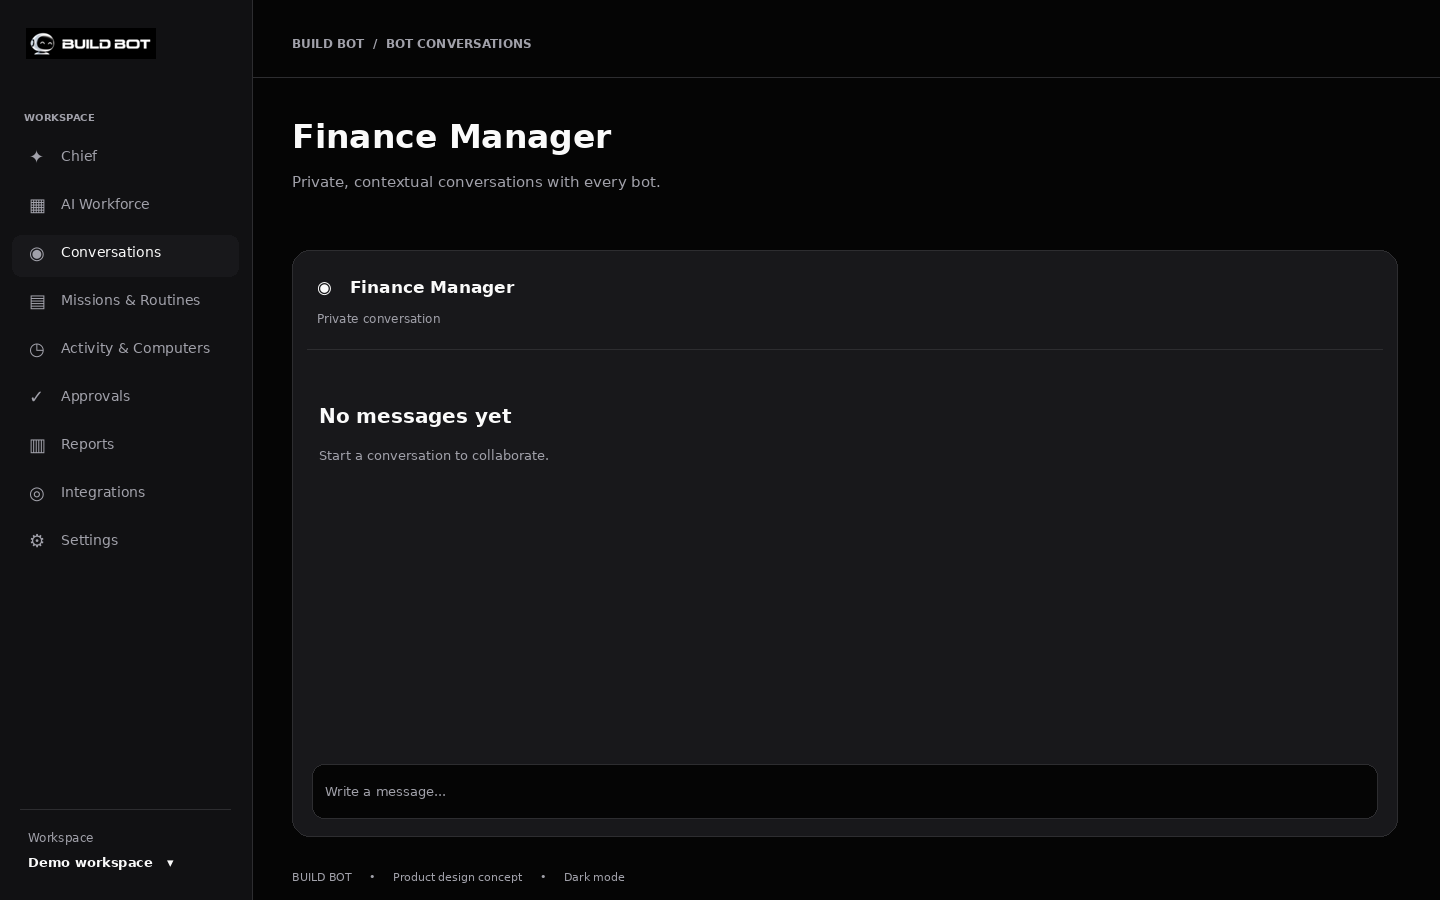 BUILD BOT
WORKSPACE
Chief
AI Workforce
Conversations
Missions & Routines
Activity & Computers
Approvals
Reports
Integrations
Settings
Workspace
Demo workspace ▾
BUILD BOT / BOT CONVERSATIONS
Finance Manager
Private, contextual conversations with every bot.
Finance Manager
Private conversation
No messages yet
Start a conversation to collaborate.
Write a message...
BUILD BOT • Product design concept • Dark mode